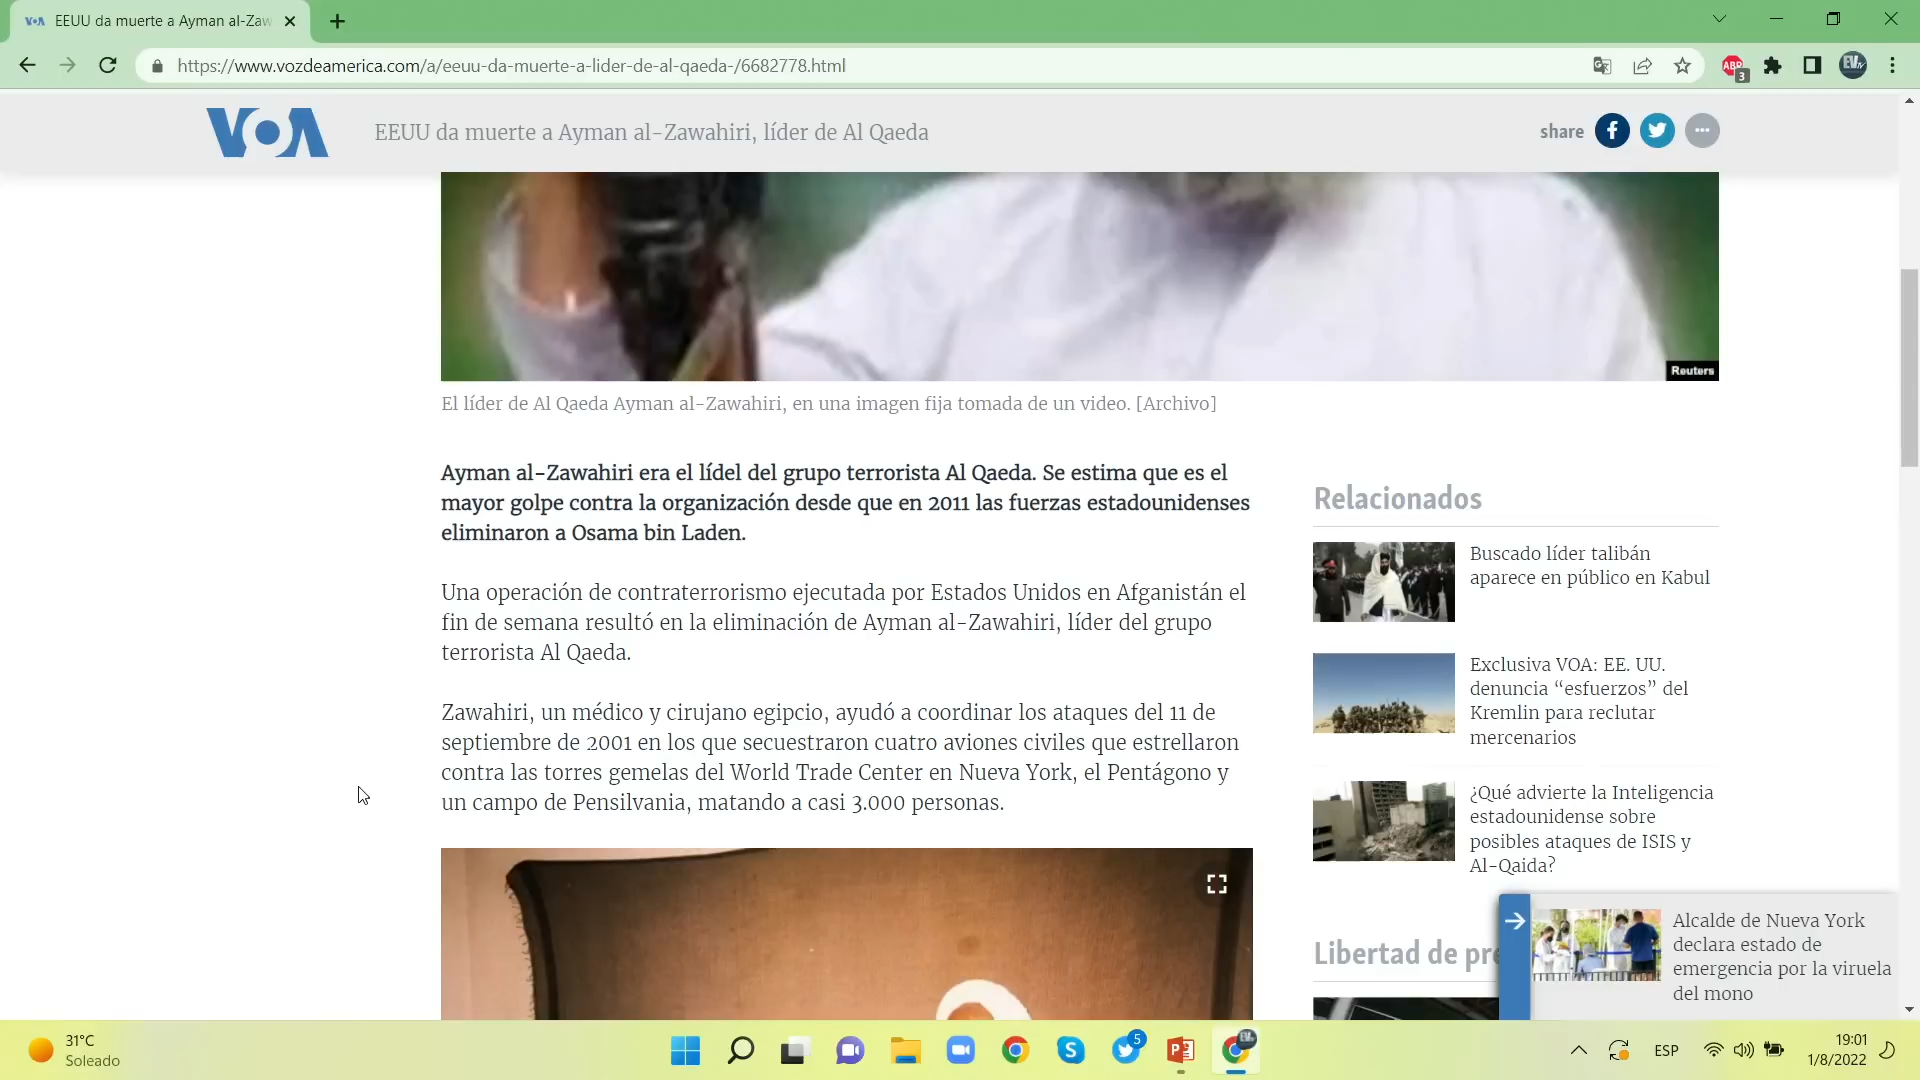 VOA EEUU da muerte a Ayman al-Zaw
https://www.vozdeamerica.com/a/eeuu-da-muerte-a-lider-de-al-qaeda-/6682778.html
ABP
3
EV
VOA
EEUU da muerte a Ayman al-Zawahiri, líder de Al Qaeda
share
Reuters
El líder de Al Qaeda Ayman al-Zawahiri, en una imagen fija tomada de un video. [Archivo]
Ayman al-Zawahiri era el lídel del grupo terrorista Al Qaeda. Se estima que es el
mayor golpe contra la organización desde que en 2011 las fuerzas estadounidenses
eliminaron a Osama bin Laden.
Una operación de contraterrorismo ejecutada por Estados Unidos en Afganistán el
fin de semana resultó en la eliminación de Ayman al-Zawahiri, líder del grupo
terrorista Al Qaeda.
Zawahiri, un médico y cirujano egipcio, ayudó a coordinar los ataques del 11 de
septiembre de 2001 en los que secuestraron cuatro aviones civiles que estrellaron
contra las torres gemelas del World Trade Center en Nueva York, el Pentágono y
un campo de Pensilvania, matando a casi 3.000 personas.
Relacionados
Buscado líder talibán
aparece en público en Kabul
Exclusiva VOA: EE. UU.
denuncia “esfuerzos” del
Kremlin para reclutar
mercenarios
¿Qué advierte la Inteligencia
estadounidense sobre
posibles ataques de ISIS y
Al-Qaida?
Libertad de pre
Alcalde de Nueva York
declara estado de
emergencia por la viruela
del mono
31°C
Soleado
5
ESP
19:01
1/8/2022